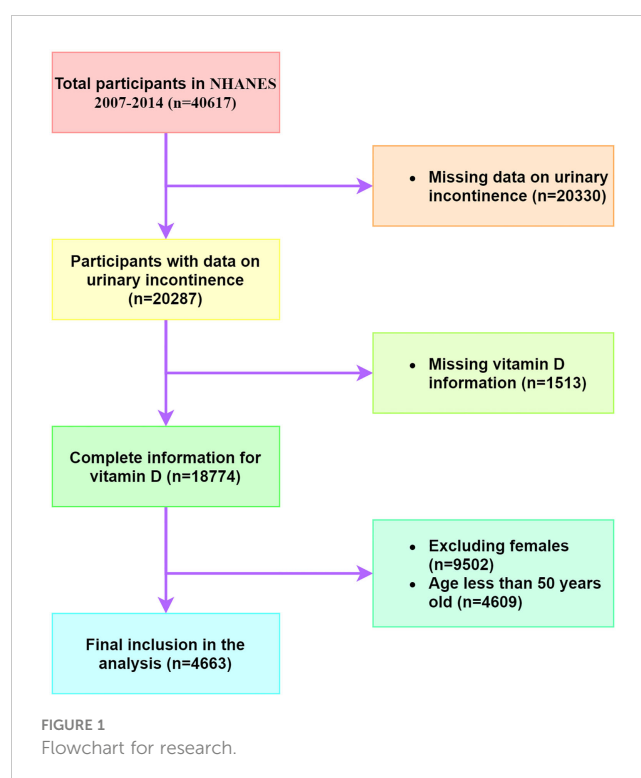 Total participants in NHANES
2007-2014 (n=40617)
• Missing data on urinary
incontinence (n=20330)
Participants with data on
urinary incontinence
(n=20287)
• Missing vitamin D
information (n=1513)
Complete information for
vitamin D (n=18774)
• Excluding females
(n=9502)
• Age less than 50 years
old (n=4609)
Final inclusion in the
analysis (n=4663)
FIGURE 1
Flowchart for research.